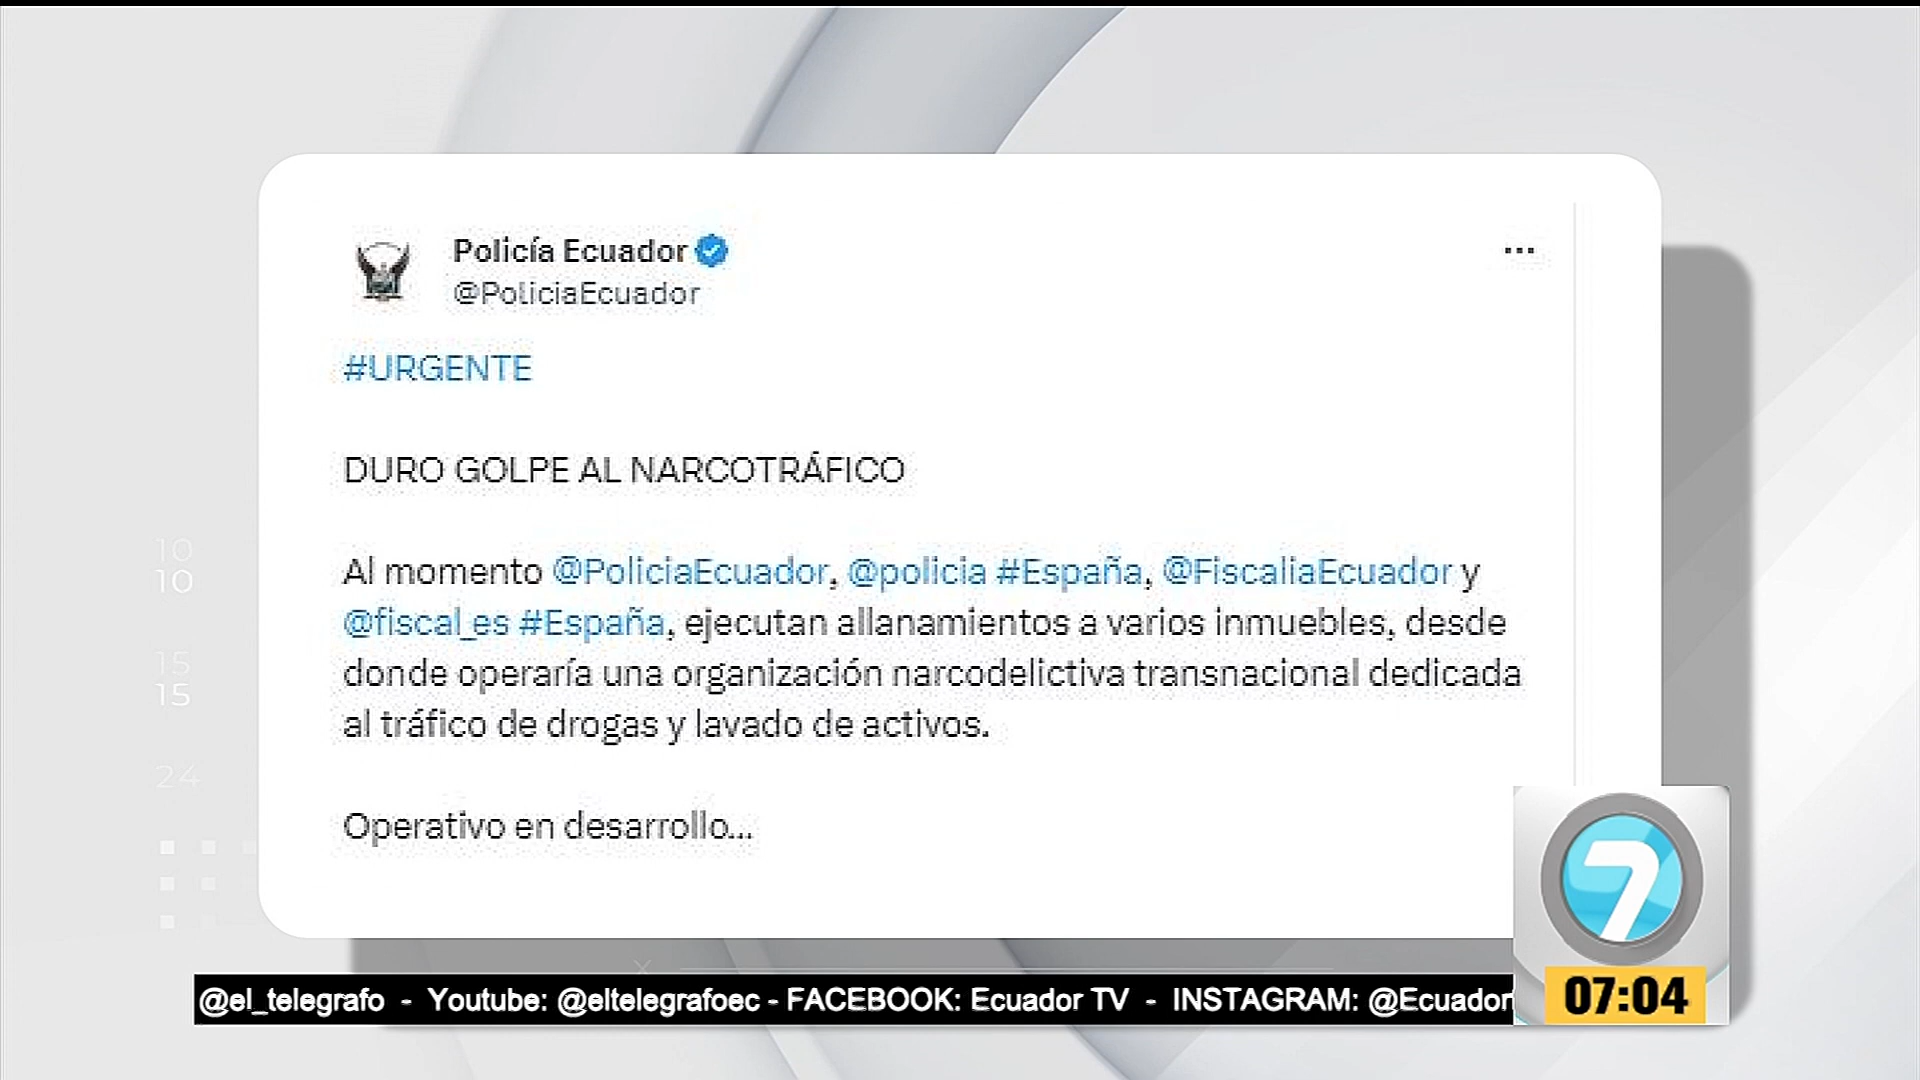 Policía Ecuador
@PoliciaEcuador
#URGENTE
DURO GOLPE AL NARCOTRÁFICO
Al momento @PoliciaEcuador, @policia #España, @FiscaliaEcuador y
@fiscal_es #España, ejecutan allanamientos a varios inmuebles, desde
donde operaría una organización narcodelictiva transnacional dedicada
al tráfico de drogas y lavado de activos.
Operativo en desarrollo...
10
10
15
15
24
7
@el_telegrafo - Youtube: @eltelegrafoec - FACEBOOK: Ecuador TV - INSTAGRAM: @Ecuador
07:04